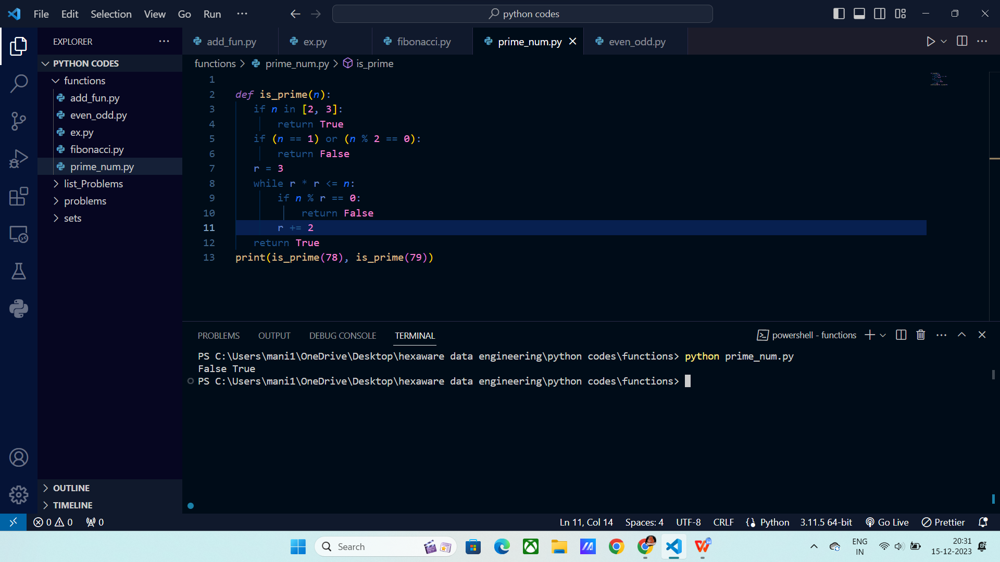 File Edit Selection View Go Run ··· python codes
EXPLORER ···
add_fun.py ex.py fibonacci.py prime_num.py even_odd.py ···
PYTHON CODES
functions
add_fun.py
even_odd.py
ex.py
fibonacci.py
prime_num.py
list_Problems
problems
sets
OUTLINE
TIMELINE
functions > prime_num.py > is_prime
1
2 def is_prime(n):
3 if n in [2, 3]:
4 return True
5 if (n == 1) or (n % 2 == 0):
6 return False
7 r = 3
8 while r * r <= n:
9 if n % r == 0:
10 return False
11 r += 2
12 return True
13 print(is_prime(78), is_prime(79))
PROBLEMS OUTPUT DEBUG CONSOLE TERMINAL powershell - functions ···
PS C:\Users\mani1\OneDrive\Desktop\hexaware data engineering\python codes\functions> python prime_num.py
False True
PS C:\Users\mani1\OneDrive\Desktop\hexaware data engineering\python codes\functions>
0 0 0 Ln 11, Col 14 Spaces: 4 UTF-8 CRLF Python 3.11.5 64-bit Go Live Prettier
Search
ENG
IN
20:31
15-12-2023